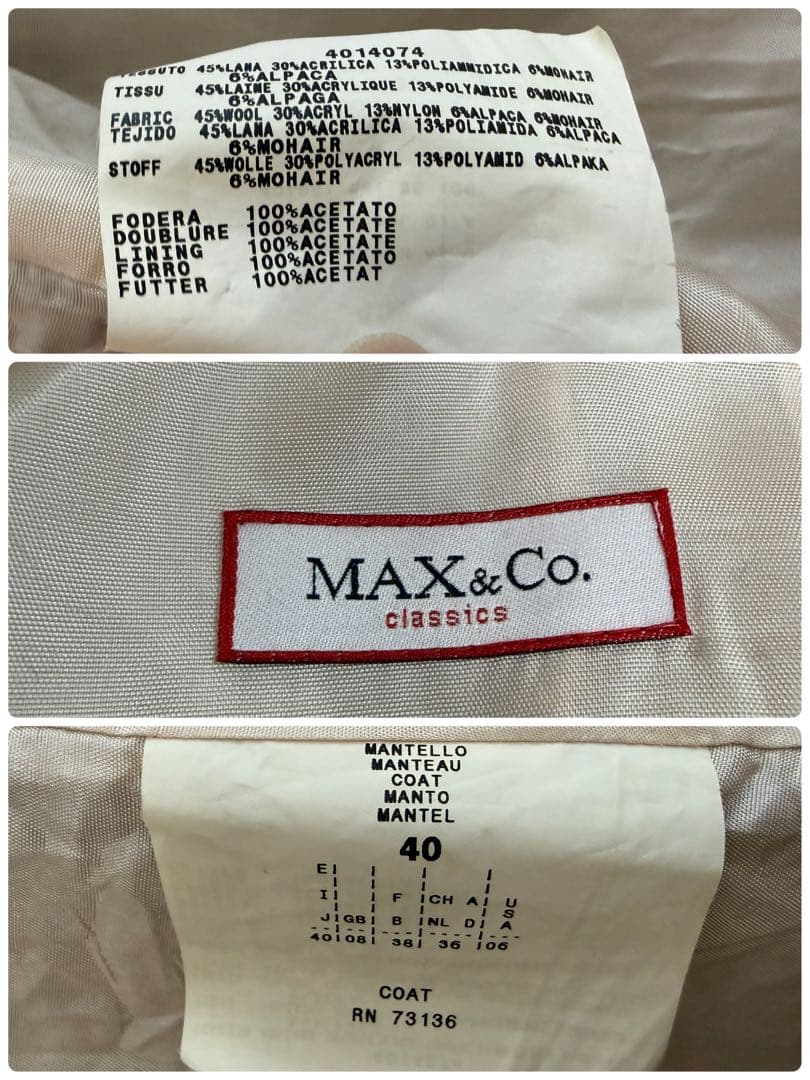 4014074
TESSUTO 45%LANA 30%ACRILICA 13%POLIAMMIDICA 6%MOHAIR
6%ALPACA
TISSU 45%LAINE 30%ACRYLIQUE 13%POLYAMIDE 6%MOHAIR
6%ALPAGA
FABRIC 45%WOOL 30%ACRYL 13%NYLON 6%ALPACA 6%MOHAIR
TEJIDO 45%LANA 30%ACRILICA 13%POLIAMIDA 6%ALPACA
6%MOHAIR
STOFF 45%WOLLE 30%POLYACRYL 13%POLYAMID 6%ALPAKA
6%MOHAIR
FODERA 100%ACETATO
DOUBLURE 100%ACETATE
LINING 100%ACETATE
FORRO 100%ACETATO
FUTTER 100%ACETAT
MAX&Co.
classics
MANTELLO
MANTEAU
COAT
MANTO
MANTEL
40
E
I F CH A U
S
J GB B NL D A
40 08 38 36 06
COAT
RN 73136